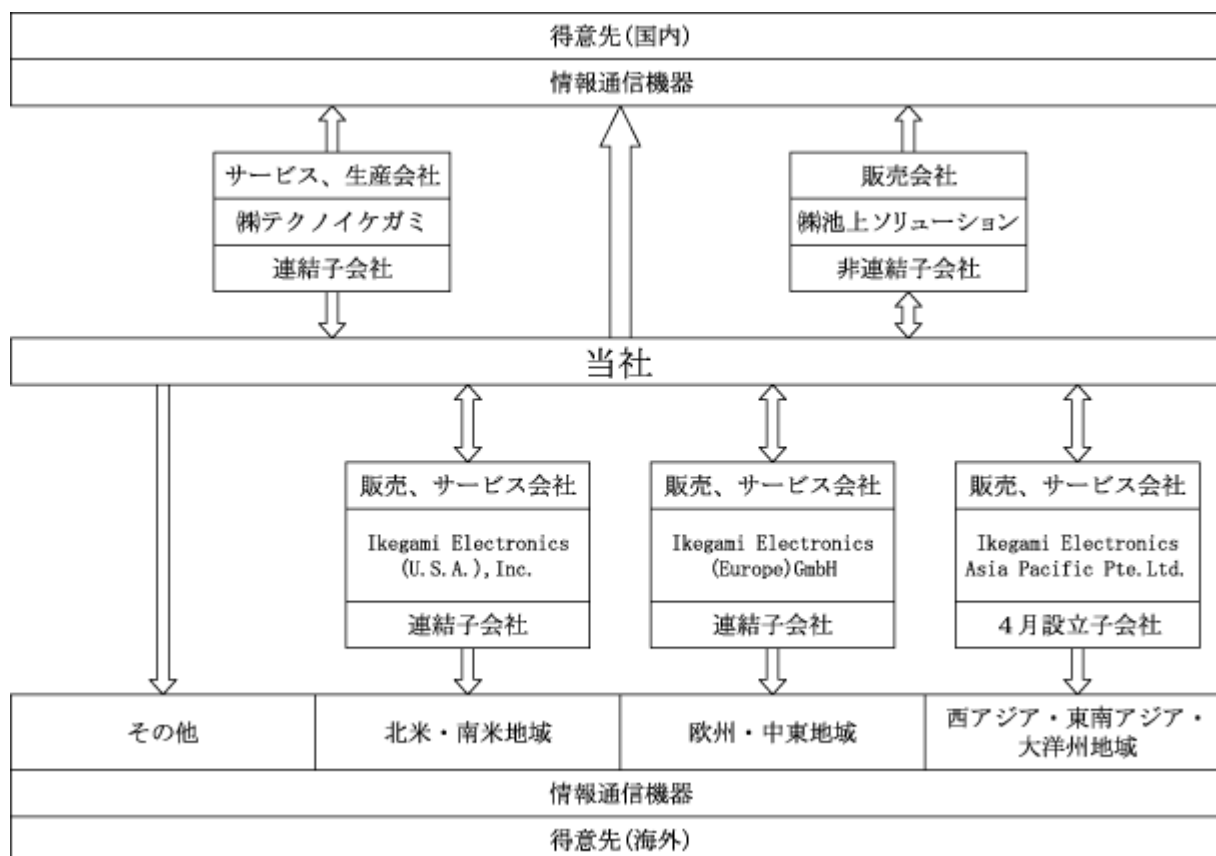 得意先(国内)
情報通信機器
サービス、生産会社
㈱テクノイケガミ
連結子会社
販売会社
㈱池上ソリューション
非連結子会社
当社
販売、サービス会社
Ikegami Electronics
(U.S.A.),Inc.
連結子会社
販売、サービス会社
Ikegami Electronics
(Europe)GmbH
連結子会社
販売、サービス会社
Ikegami Electronics
Asia Pacific Pte.Ltd.
4月設立子会社
その他
北米・南米地域
欧州・中東地域
西アジア・東南アジア・
大洋州地域
情報通信機器
得意先(海外)